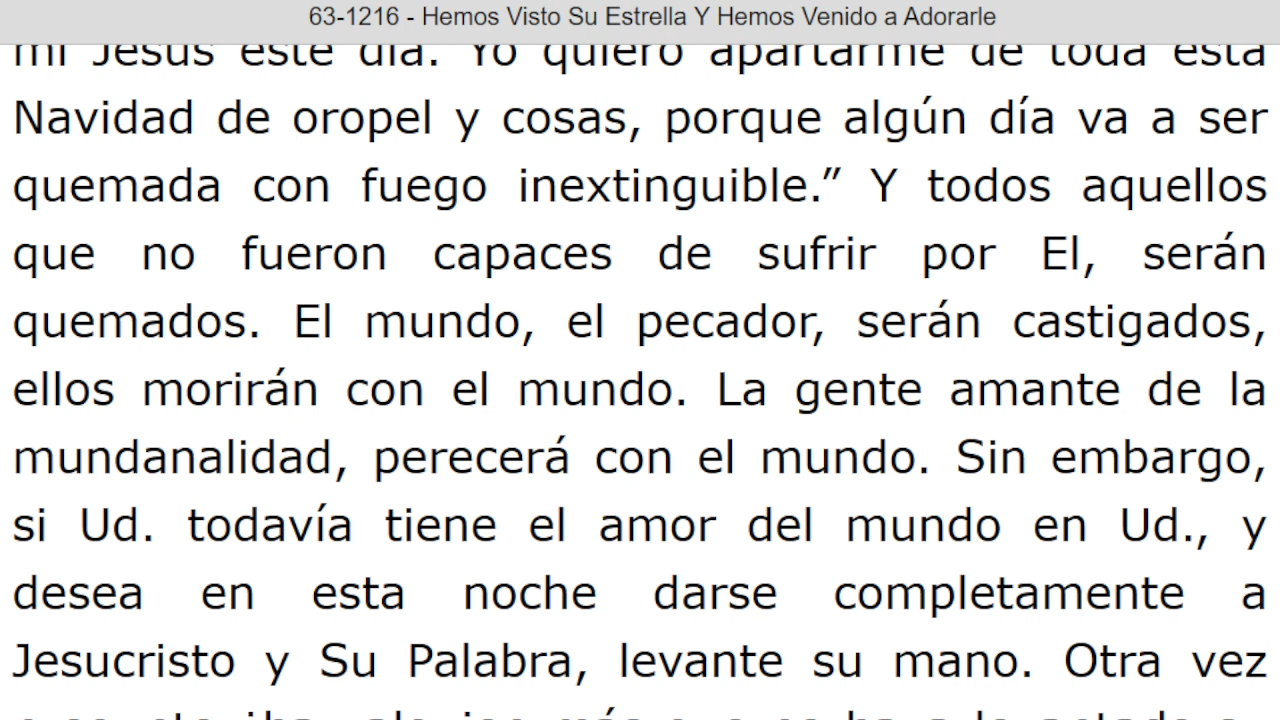 63-1216 - Hemos Visto Su Estrella Y Hemos Venido a Adorarle
mi Jesús este día. Yo quiero apartarme de toda esta
Navidad de oropel y cosas, porque algún día va a ser
quemada con fuego inextinguible.” Y todos aquellos
que no fueron capaces de sufrir por El, serán
quemados. El mundo, el pecador, serán castigados,
ellos morirán con el mundo. La gente amante de la
mundanalidad, perecerá con el mundo. Sin embargo,
si Ud. todavía tiene el amor del mundo en Ud., y
desea en esta noche darse completamente a
Jesucristo y Su Palabra, levante su mano. Otra vez